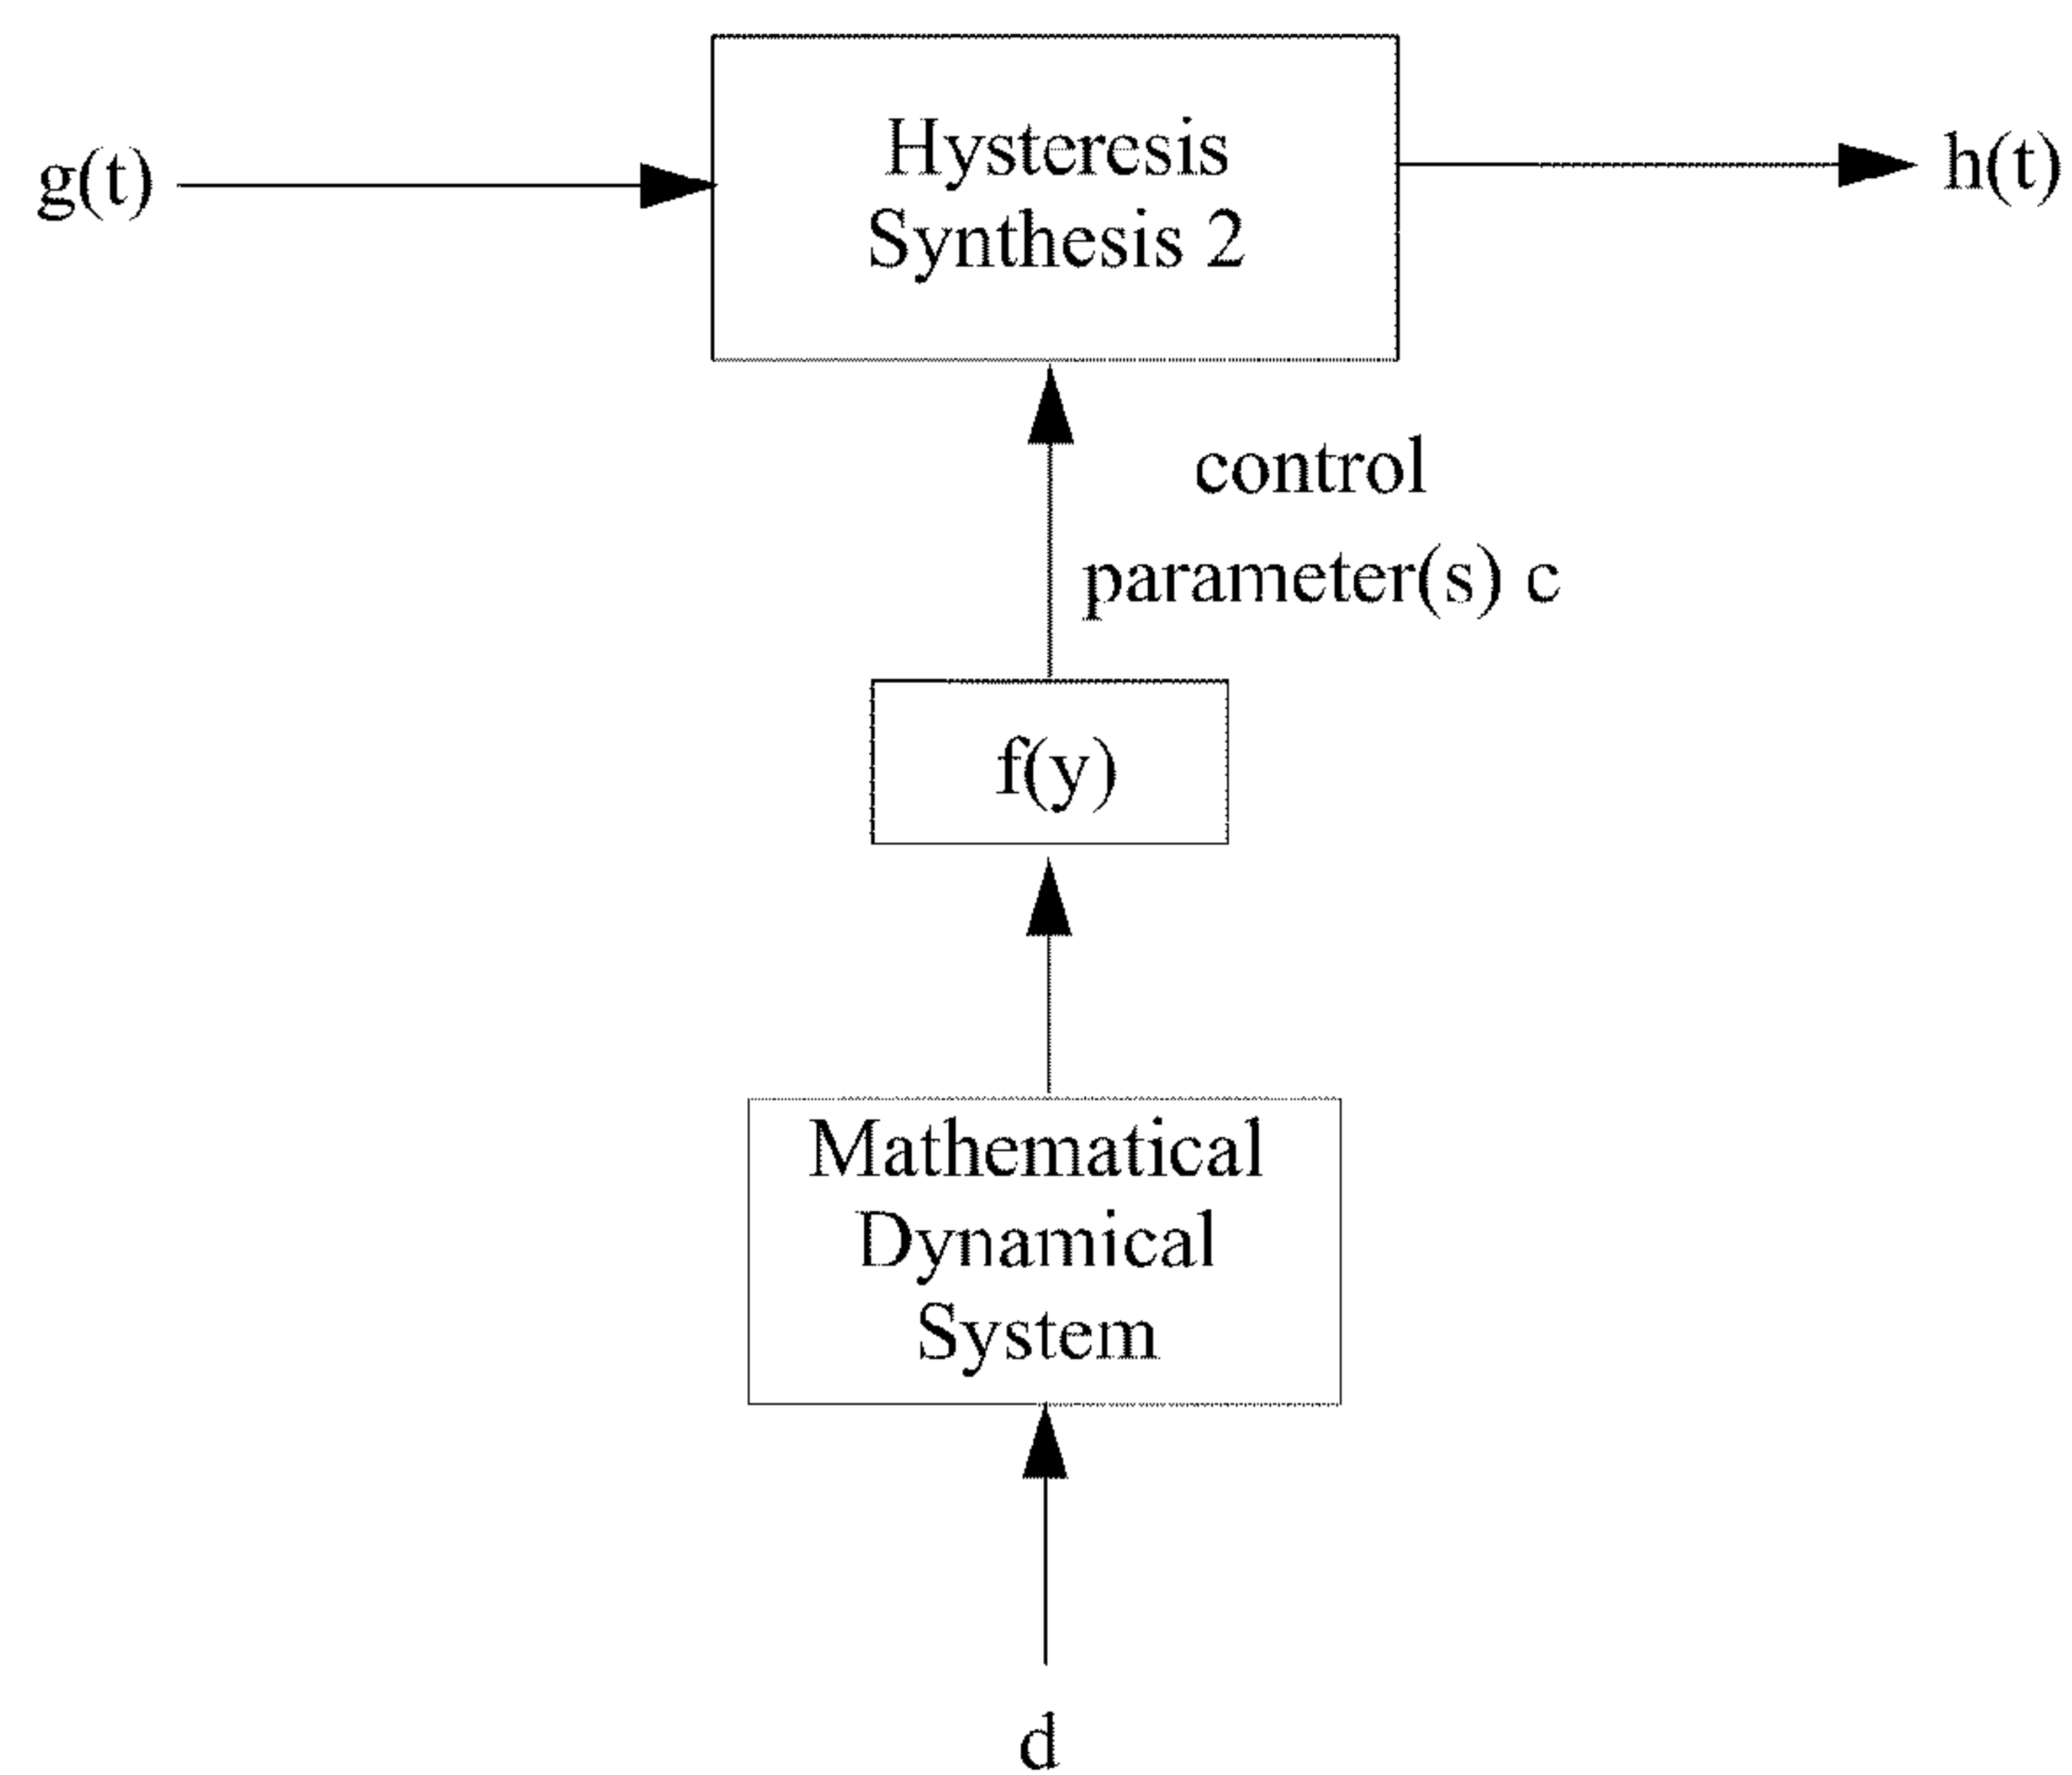 g(t)
Hysteresis
Synthesis 2
h(t)
control
parameter(s) c
f(y)
Mathematical
Dynamical
System
d